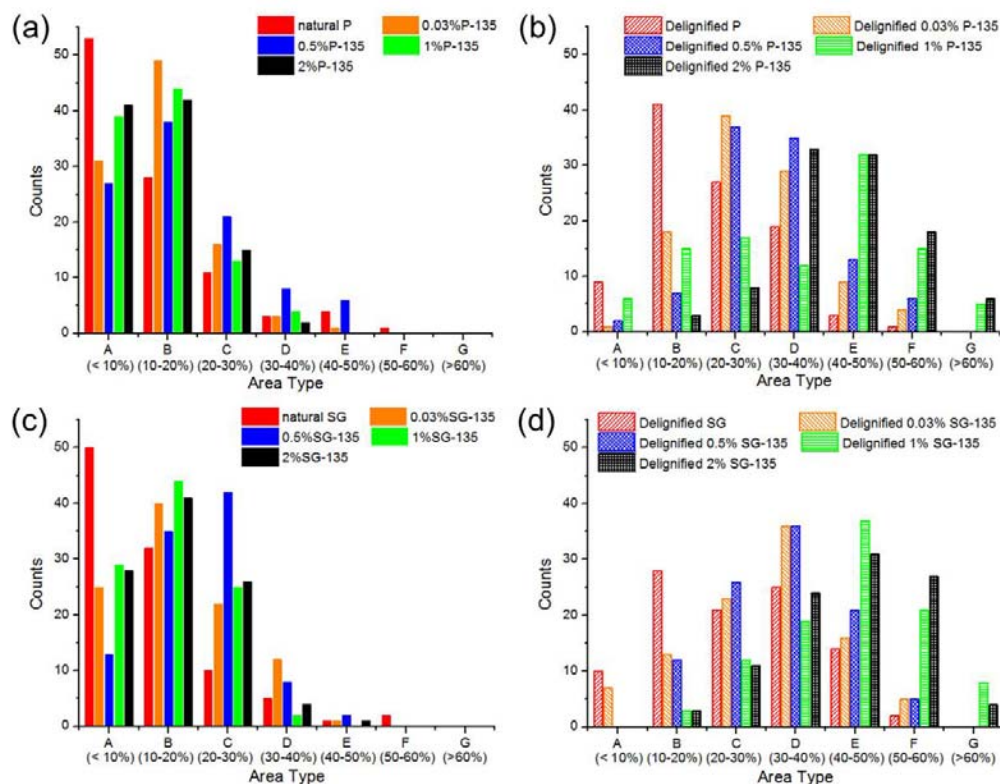 (a)
natural P
0.03%P-135
0.5%P-135
1%P-135
2%P-135
Counts
50
40
30
20
10
0
A B C D E F G
(< 10%) (10-20%) (20-30%) (30-40%) (40-50%) (50-60%) (>60%)
Area Type
(b)
Delignified P
Delignified 0.03% P-135
Delignified 0.5% P-135
Delignified 1% P-135
Delignified 2% P-135
Counts
50
40
30
20
10
0
A B C D E F G
(< 10%) (10-20%) (20-30%) (30-40%) (40-50%) (50-60%) (>60%)
Area Type
(c)
natural SG
0.03%SG-135
0.5%SG-135
1%SG-135
2%SG-135
Counts
50
40
30
20
10
0
A B C D E F G
(< 10%) (10-20%) (20-30%) (30-40%) (40-50%) (50-60%) (>60%)
Area Type
(d)
Delignified SG
Delignified 0.03% SG-135
Delignified 0.5% SG-135
Delignified 1% SG-135
Delignified 2% SG-135
Counts
50
40
30
20
10
0
A B C D E F G
(< 10%) (10-20%) (20-30%) (30-40%) (40-50%) (50-60%) (>60%)
Area Type